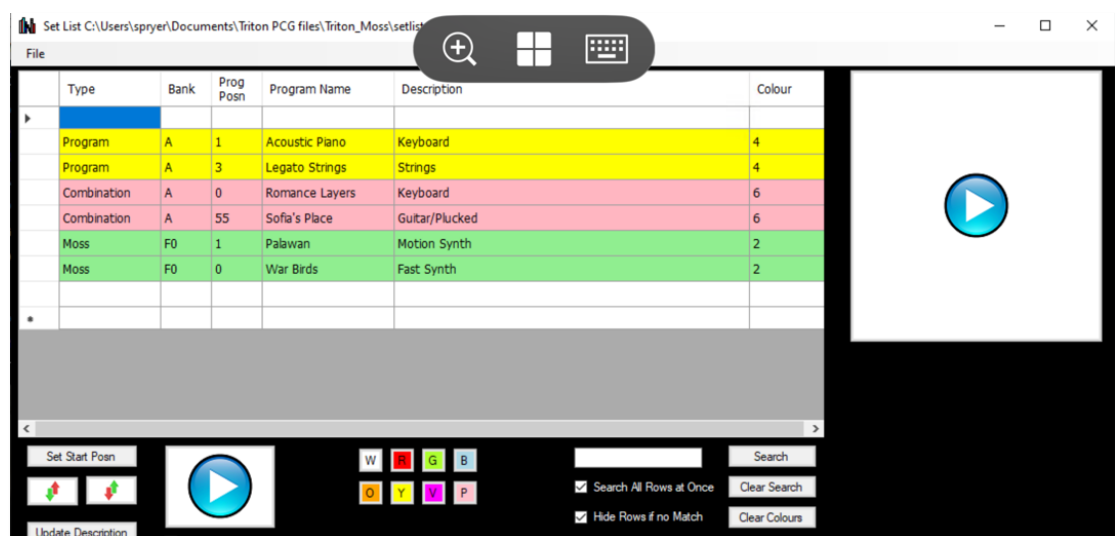 Set List C:\Users\spryer\Documents\Triton PCG files\Triton_Moss\setlis
File
Type Bank Prog Posn Program Name Description Colour
Program A 1 Acoustic Piano Keyboard 4
Program A 3 Legato Strings Strings 4
Combination A 0 Romance Layers Keyboard 6
Combination A 55 Sofia's Place Guitar/Plucked 6
Moss F0 1 Palawan Motion Synth 2
Moss F0 0 War Birds Fast Synth 2
Set Start Posn
W R G B
Search
O Y V P
Search All Rows at Once
Clear Search
Hide Rows if no Match
Clear Colours
Update Description